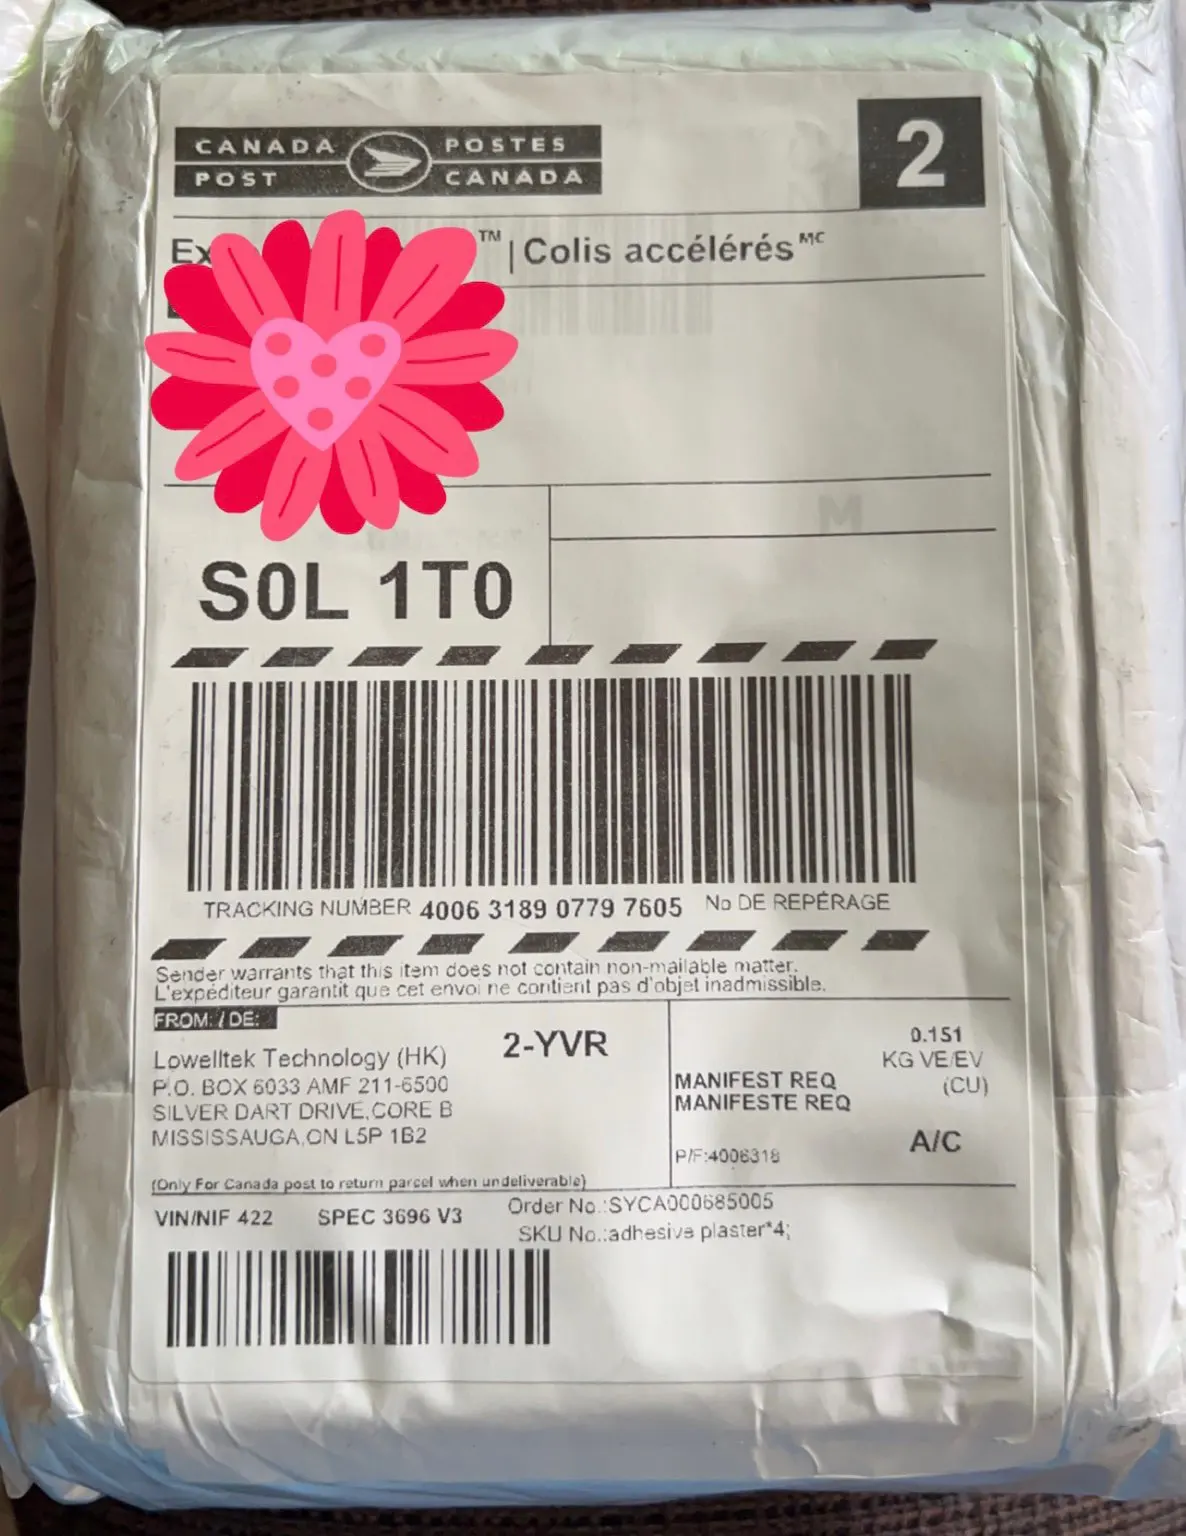 CANADA POSTES
POST CANADA
2
Ex ™ | Colis accélérés MC
M
S0L 1T0
TRACKING NUMBER 4006 3189 0779 7605 No DE REPÉRAGE
Sender warrants that this item does not contain non-mailable matter.
L'expéditeur garantit que cet envoi ne contient pas d'objet inadmissible.
FROM: / DE:
2-YVR
0.151
KG VE/EV
(CU)
Lowelltek Technology (HK)
P.O. BOX 6033 AMF 211-6500
SILVER DART DRIVE,CORE B
MISSISSAUGA,ON L5P 1B2
MANIFEST REQ
MANIFESTE REQ
A/C
P/F:4006318
(Only For Canada post to return parcel when undeliverable)
VIN/NIF 422 SPEC 3696 V3
Order No.:SYCA000685005
SKU No.:adhesive plaster*4;